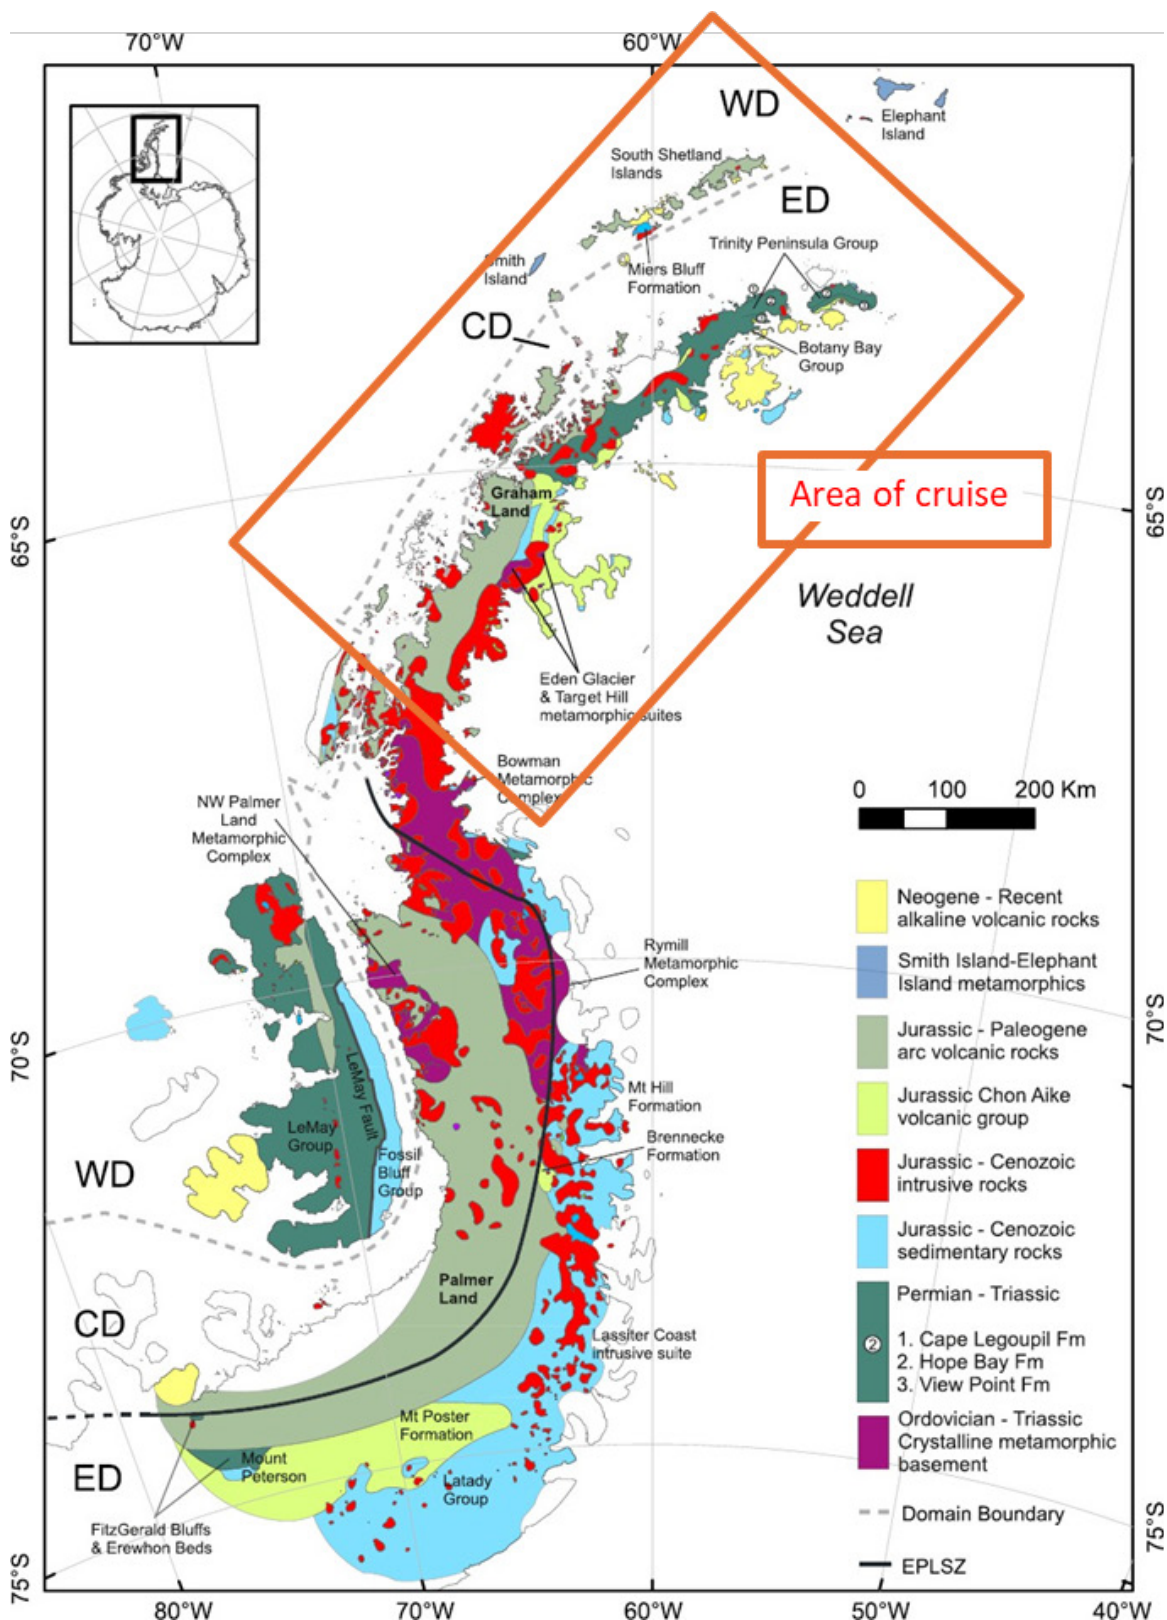 70°W
60°W
WD
Elephant
Island
South Shetland
Islands
ED
Trinity Peninsula Group
Smith
Island
Miers Bluff
Formation
1
2
2
3
CD
Botany Bay
Group
Area of cruise
Graham
Land
65°S
65°S
Weddell
Sea
Eden Glacier
& Target Hill
metamorphic suites
Bowman
Metamorphic
Complex
NW Palmer
Land
Metamorphic
Complex
0 100 200 Km
Neogene - Recent
alkaline volcanic rocks
Rymill
Metamorphic
Complex
Smith Island-Elephant
Island metamorphics
70°S
70°S
Jurassic - Paleogene
arc volcanic rocks
LeMay Fault
Mt Hill
Formation
Jurassic Chon Aike
volcanic group
LeMay
Group
Brennecke
Formation
Fossil
Bluff
Group
Jurassic - Cenozoic
intrusive rocks
WD
Jurassic - Cenozoic
sedimentary rocks
Palmer
Land
Permian - Triassic
CD
Lassiter Coast
intrusive suite
2
1. Cape Legoupil Fm
2. Hope Bay Fm
3. View Point Fm
Mt Poster
Formation
Ordovician - Triassic
Crystalline metamorphic
basement
ED
Mount
Peterson
Latady
Group
FitzGerald Bluffs
& Erewhon Beds
Domain Boundary
EPLSZ
75°S
75°S
80°W
70°W
60°W
50°W
40°W